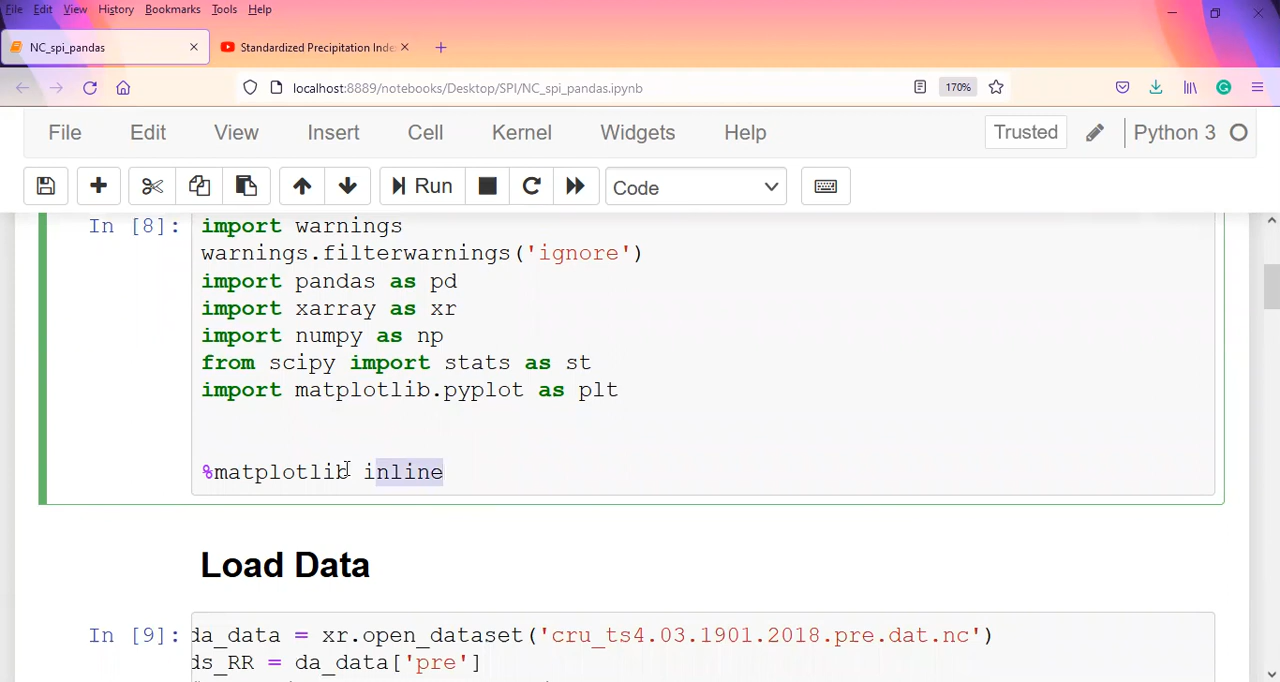 File Edit View History Bookmarks Tools Help
NC_spi_pandas
Standardized Precipitation Inde
localhost:8889/notebooks/Desktop/SPI/NC_spi_pandas.ipynb
170%
File Edit View Insert Cell Kernel Widgets Help
Trusted
Python 3
Run
Code
In [8]:
import warnings
warnings.filterwarnings('ignore')
import pandas as pd
import xarray as xr
import numpy as np
from scipy import stats as st
import matplotlib.pyplot as plt
%matplotlib inline
Load Data
In [9]:
da_data = xr.open_dataset('cru_ts4.03.1901.2018.pre.dat.nc')
ds_RR = da_data['pre']